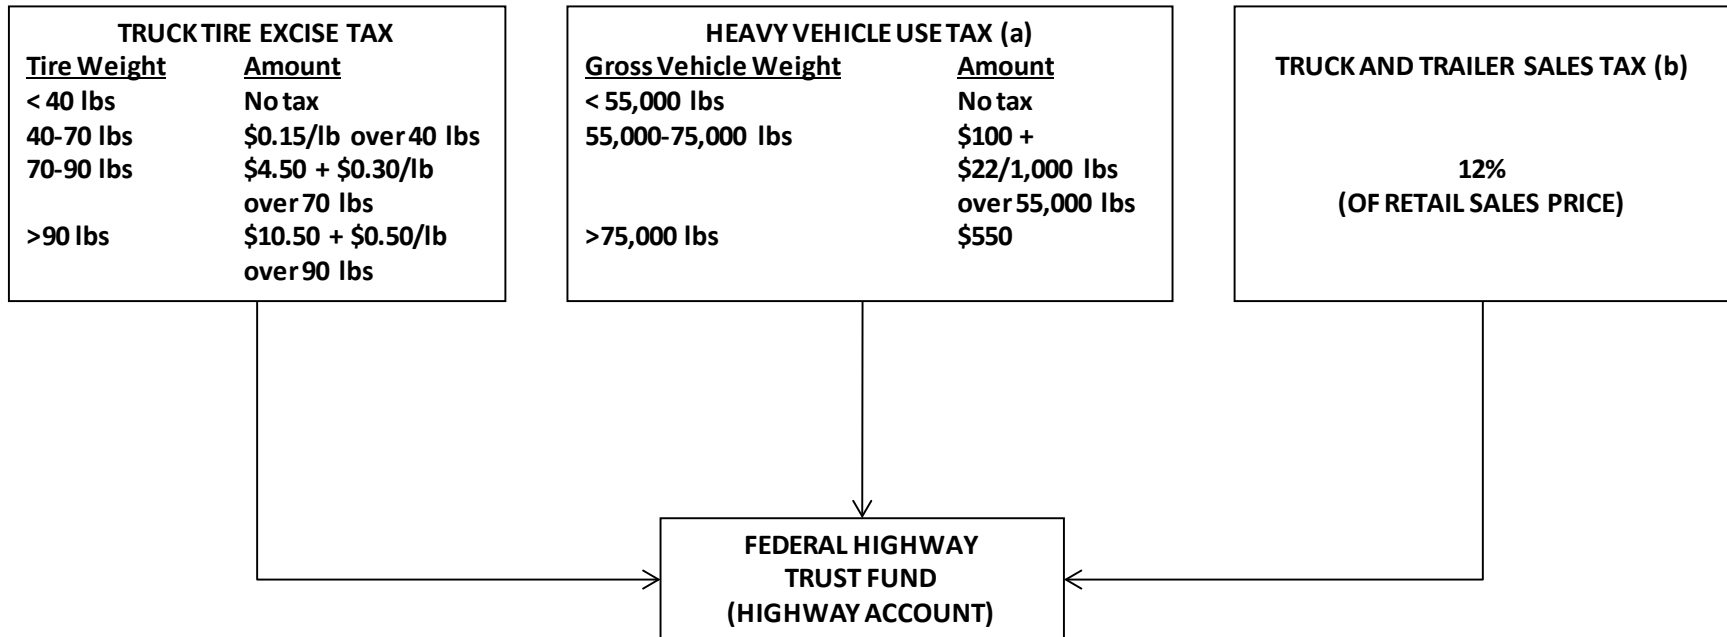 TRUCK TIRE EXCISE TAX
Tire Weight Amount
< 40 lbs No tax
40-70 lbs $0.15/lb over 40 lbs
70-90 lbs $4.50 + $0.30/lb
over 70 lbs
>90 lbs $10.50 + $0.50/lb
over 90 lbs
HEAVY VEHICLE USE TAX (a)
Gross Vehicle Weight Amount
< 55,000 lbs No tax
55,000-75,000 lbs $100 +
$22/1,000 lbs
over 55,000 lbs
>75,000 lbs $550
TRUCK AND TRAILER SALES TAX (b)
12%
(OF RETAIL SALES PRICE)
FEDERAL HIGHWAY
TRUST FUND
(HIGHWAY ACCOUNT)